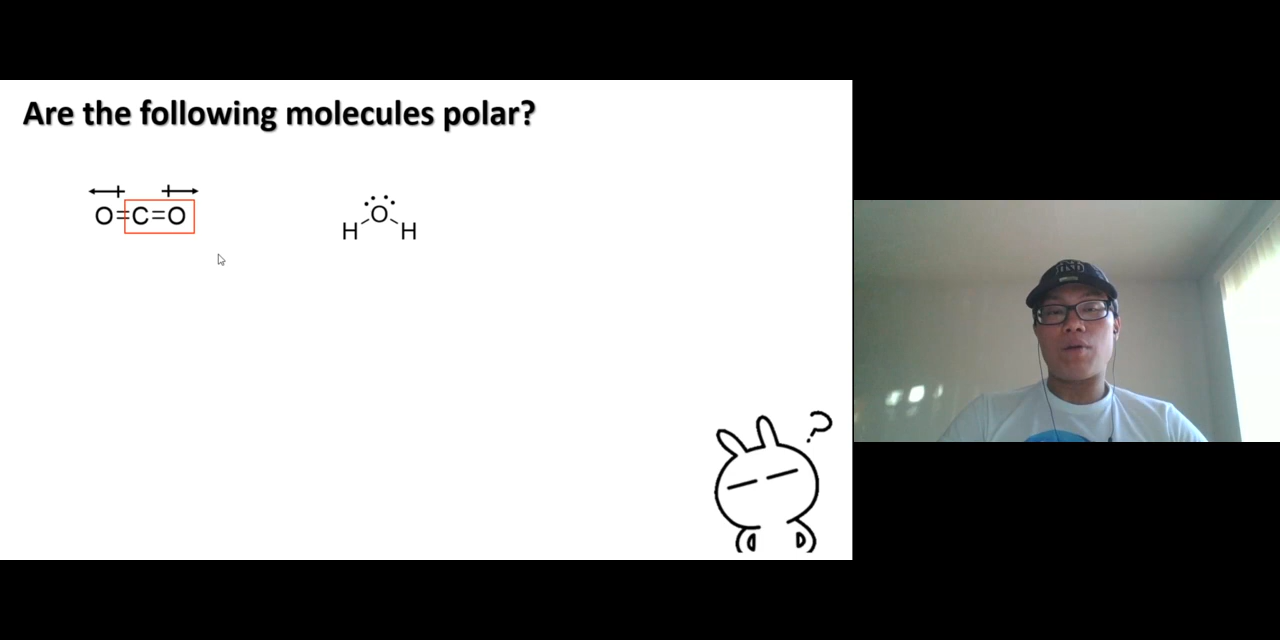 Are the following molecules polar?
O=C=O
O
H H
?